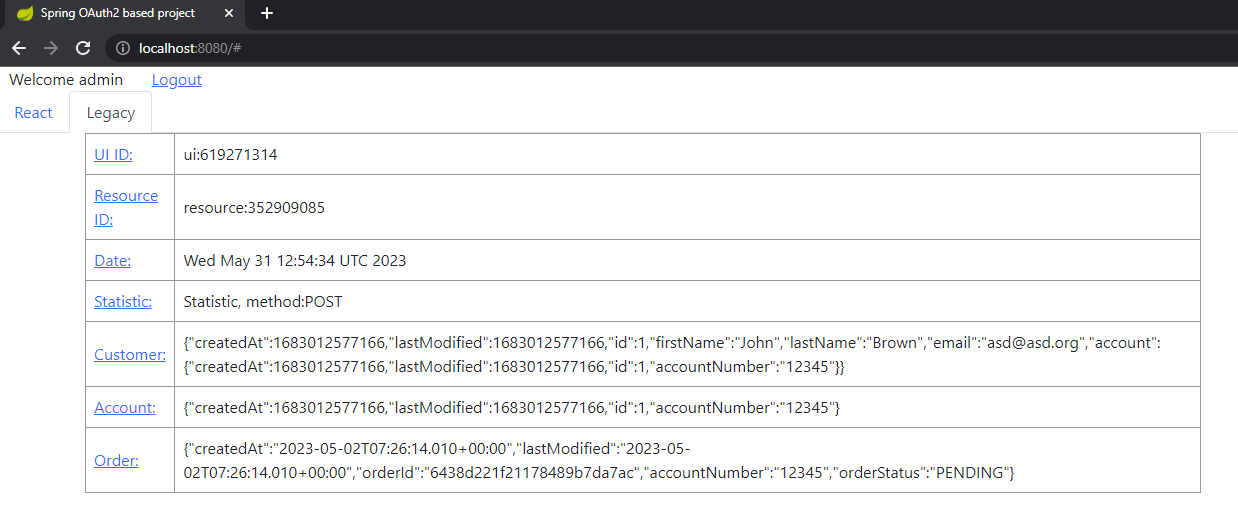 Spring OAuth2 based project
localhost:8080/#
Welcome admin Logout
React Legacy
UI ID: ui:619271314
Resource ID: resource:352909085
Date: Wed May 31 12:54:34 UTC 2023
Statistic: Statistic, method:POST
Customer: {"createdAt":1683012577166,"lastModified":1683012577166,"id":1,"firstName":"John","lastName":"Brown","email":"asd@asd.org","account":
{"createdAt":1683012577166,"lastModified":1683012577166,"id":1,"accountNumber":"12345"}}
Account: {"createdAt":1683012577166,"lastModified":1683012577166,"id":1,"accountNumber":"12345"}
Order: {"createdAt":"2023-05-02T07:26:14.010+00:00","lastModified":"2023-05-
02T07:26:14.010+00:00","orderId":"6438d221f21178489b7da7ac","accountNumber":"12345","orderStatus":"PENDING"}